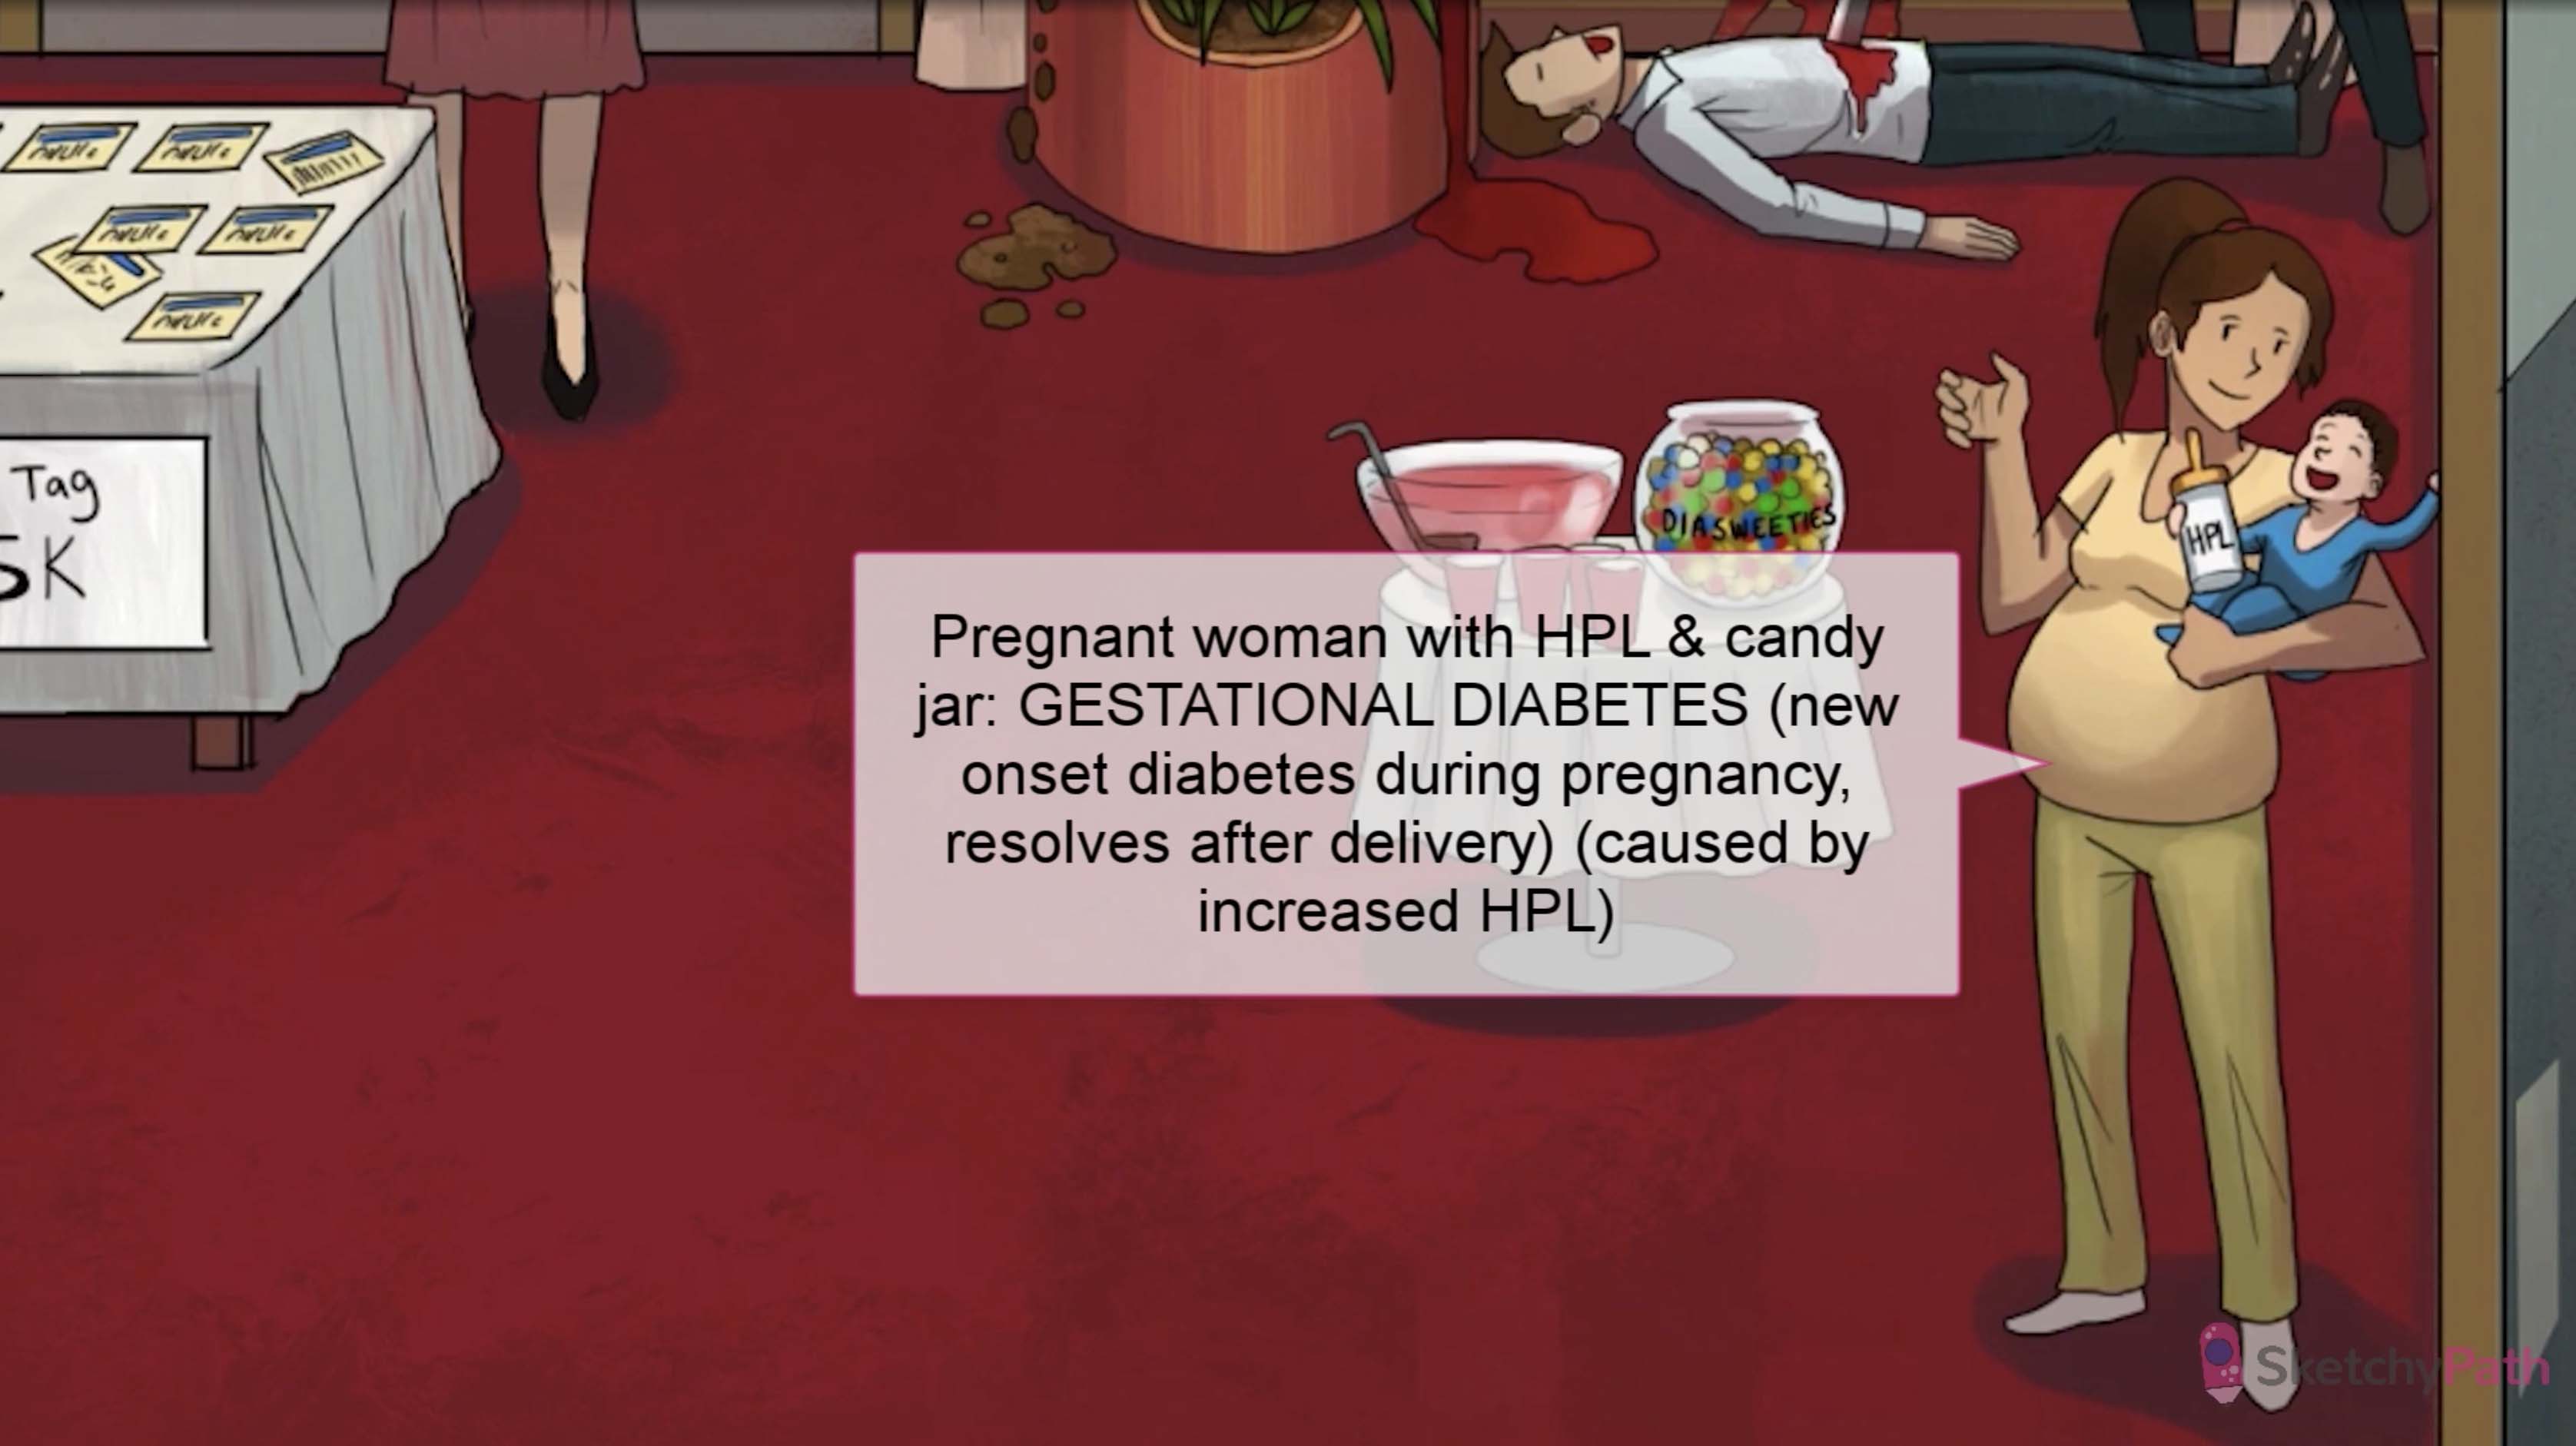 Tag
5K
DIASWEETIES
HPL
Pregnant woman with HPL & candy
jar: GESTATIONAL DIABETES (new
onset diabetes during pregnancy,
resolves after delivery) (caused by
increased HPL)
SketchyPath